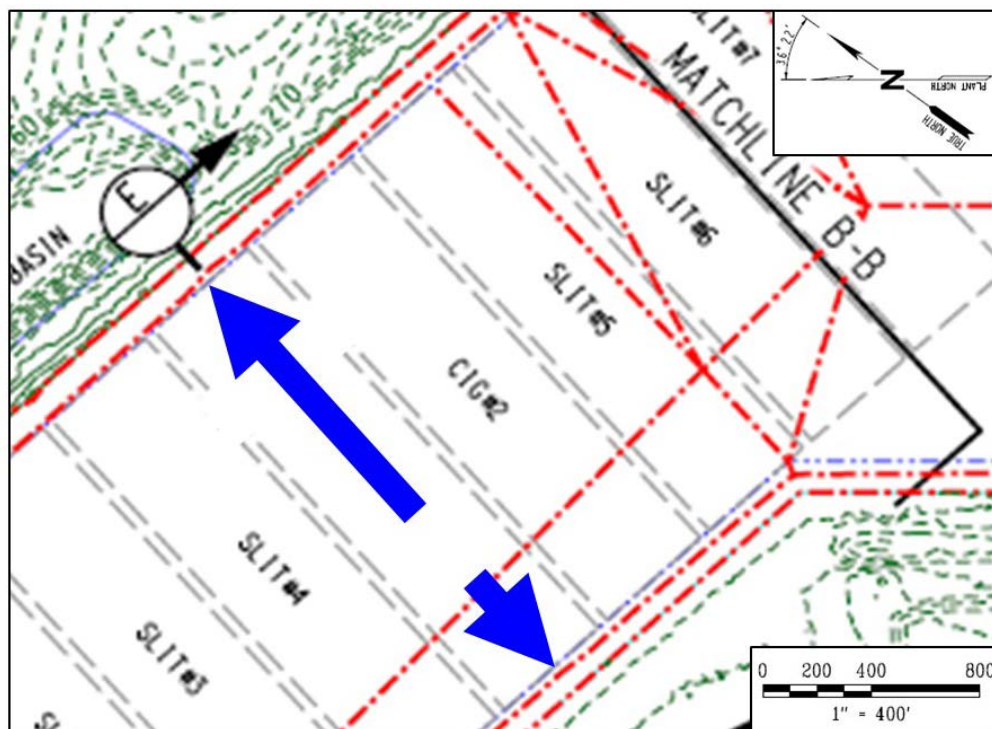 60
270
E
BASIN
SLIT#7
MATCHLINE B-B
SLIT#6
SLIT#5
CIG#2
SLIT#4
SLIT#3
36° 22'
N
PLANT NORTH
TRUE NORTH
0 200 400 800
1" = 400'